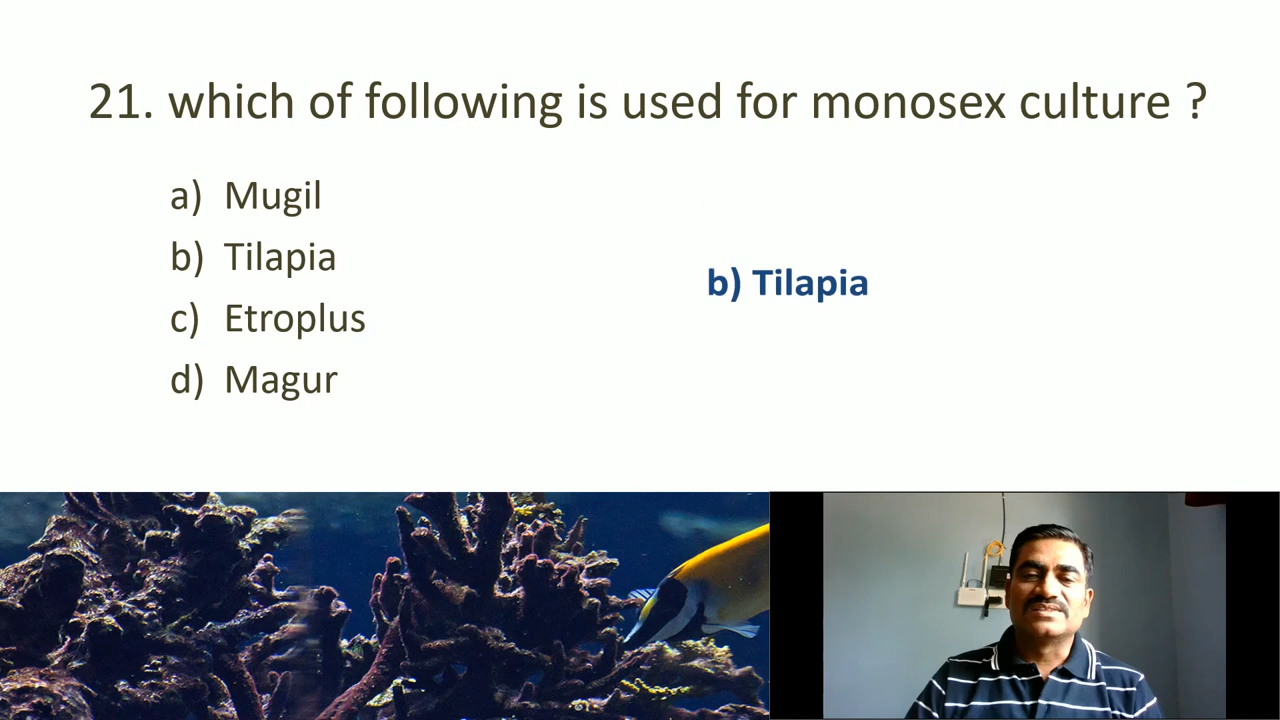 21. which of following is used for monosex culture ?
a) Mugil
b) Tilapia
c) Etroplus
d) Magur
b) Tilapia